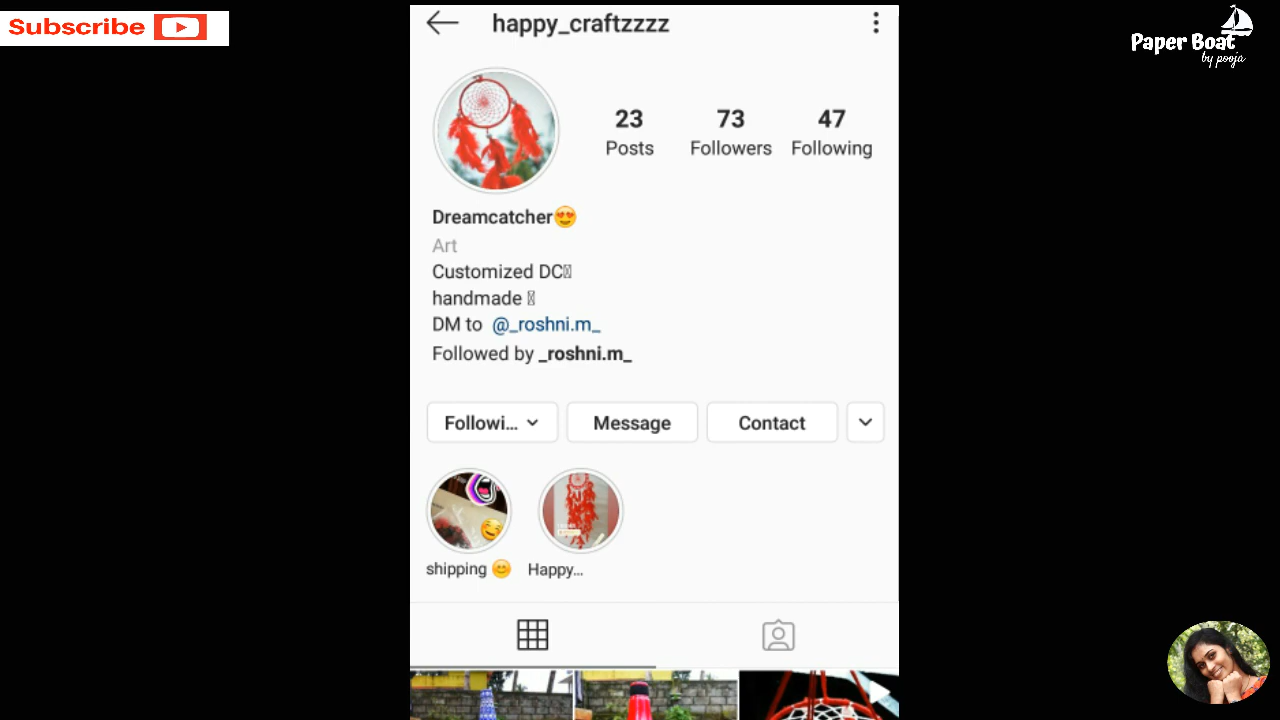 Subscribe
happy_craftzzzz
Paper Boat
by pooja
23
73
47
Posts
Followers
Following
Dreamcatcher😍
Art
Customized DC
handmade
DM to @_roshni.m_
Followed by _roshni.m_
Followi...
Message
Contact
shipping 😊
Happy...